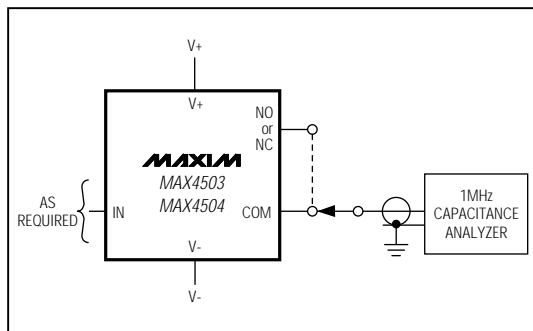 V+
V+
NO
or
NC
MAXIM
MAX4503
MAX4504
AS
REQUIRED
IN
COM
1MHz
CAPACITANCE
ANALYZER
V-
V-